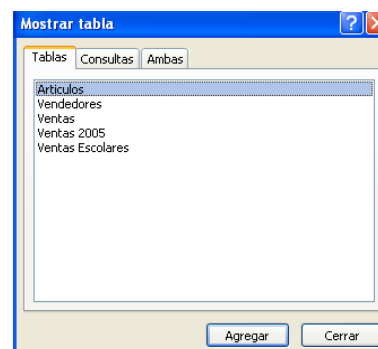 Mostrar tabla ? X
Tablas Consultas Ambas
Articulos
Vendedores
Ventas
Ventas 2005
Ventas Escolares
Agregar Cerrar